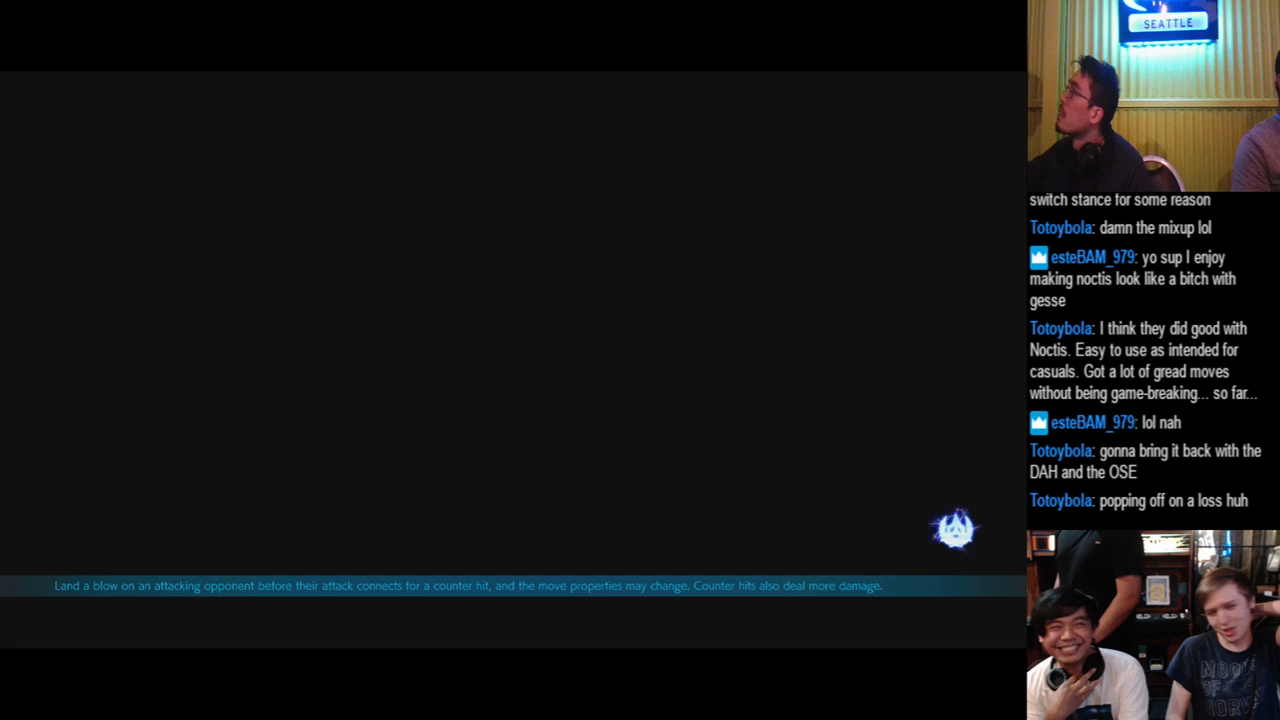 SEATTLE
switch stance for some reason
Totoybola: damn the mixup lol
esteBAM_979: yo sup I enjoy
making noctis look like a bitch with
gesse
Totoybola: I think they did good with
Noctis. Easy to use as intended for
casuals. Got a lot of gread moves
without being game-breaking... so far...
esteBAM_979: lol nah
Totoybola: gonna bring it back with the
DAH and the OSE
Totoybola: popping off on a loss huh
Land a blow on an attacking opponent before their attack connects for a counter hit, and the move properties may change. Counter hits also deal more damage.
OF